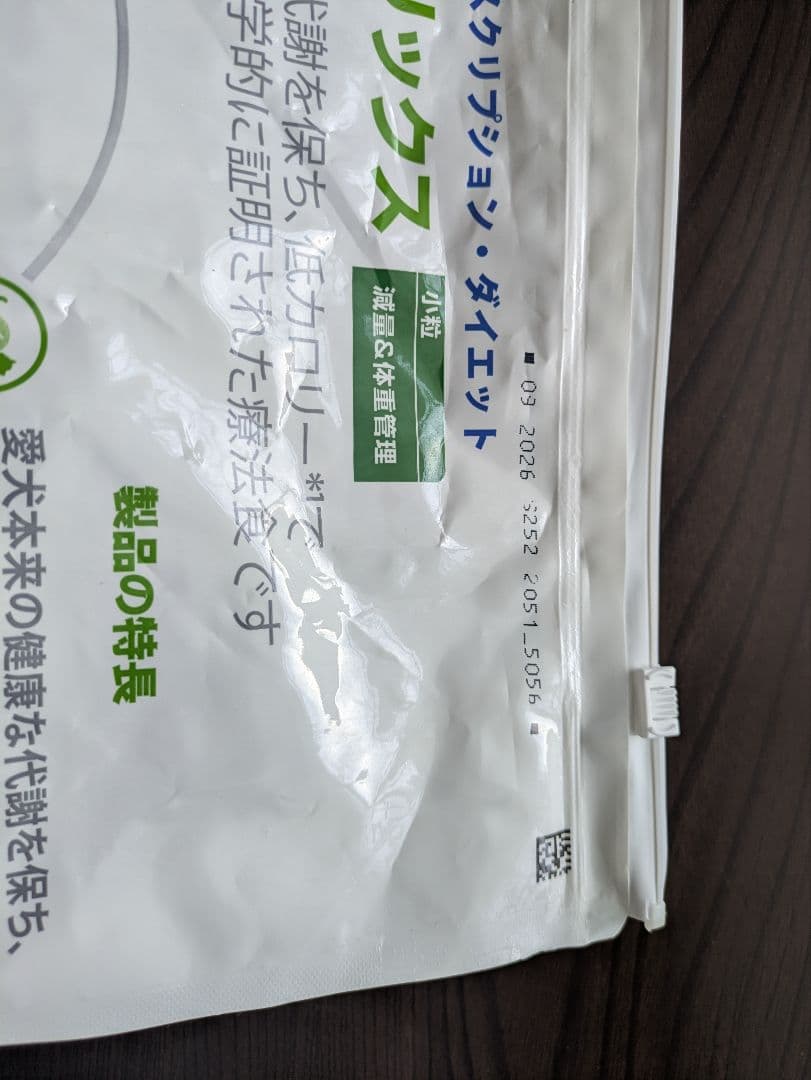 スクリプション・ダイエット
リックス
小粒
減量&体重管理
代謝を保ち、低カロリー*1で
学的に証明された療法食です
製品の特長
愛犬本来の健康な代謝を保ち、
09 2026 S252 2051_5056